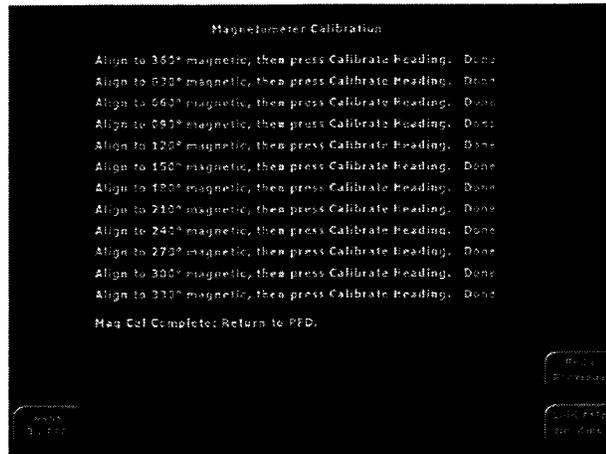 Magnetometer Calibration
Align to 360° magnetic, then press Calibrate Heading. Done
Align to 030° magnetic, then press Calibrate Heading. Done
Align to 060° magnetic, then press Calibrate Heading. Done
Align to 090° magnetic, then press Calibrate Heading. Done
Align to 120° magnetic, then press Calibrate Heading. Done
Align to 150° magnetic, then press Calibrate Heading. Done
Align to 180° magnetic, then press Calibrate Heading. Done
Align to 210° magnetic, then press Calibrate Heading. Done
Align to 240° magnetic, then press Calibrate Heading. Done
Align to 270° magnetic, then press Calibrate Heading. Done
Align to 300° magnetic, then press Calibrate Heading. Done
Align to 330° magnetic, then press Calibrate Heading. Done
Mag Cal Complete: Return to PFD.
Previous
Calibrate
Heading